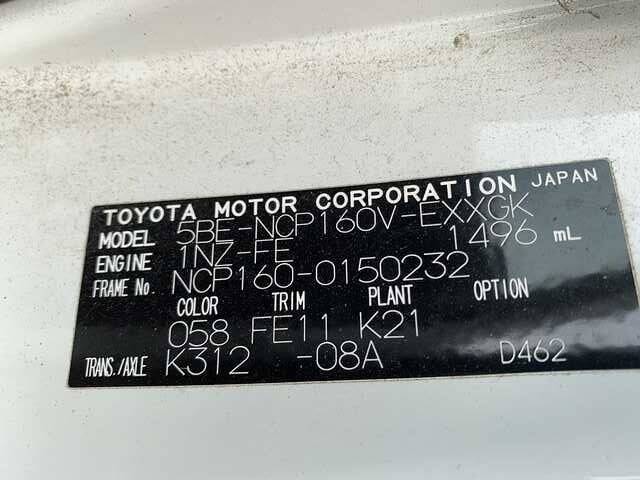 TOYOTA MOTOR CORPORATION JAPAN
MODEL 5BE-NCP160V-EXXGK
ENGINE 1NZ-FE 1496 mL
FRAME No. NCP160-0150232
COLOR TRIM PLANT OPTION
058 FE11 K21
TRANS./AXLE K312 -08A D462